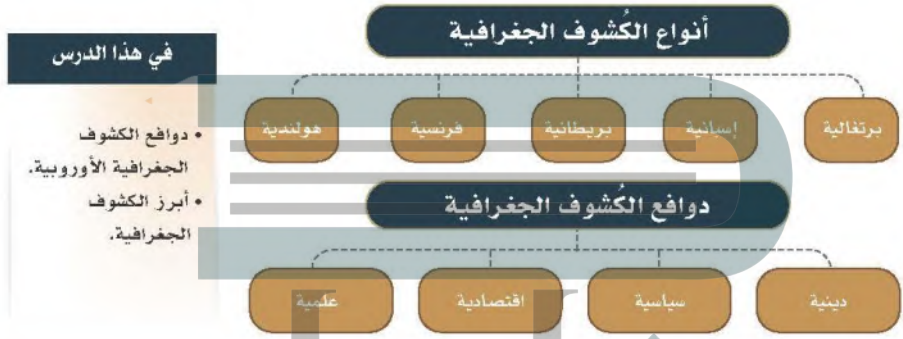 أنواع الكُشوف الجغرافية
برتغالية
إسبانية
بريطانية
فرنسية
هولندية
دوافع الكُشوف الجغرافية
دينية
سياسية
اقتصادية
علمية
في هذا الدرس
• دوافع الكشوف
الجغرافية الأوروبية.
• أبرز الكشوف
الجغرافية.